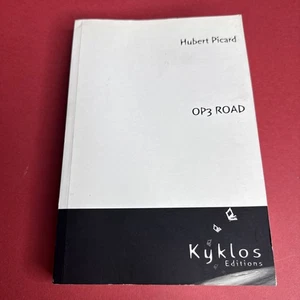 Hubert Picard
OP3 ROAD
Kyklos
Editions